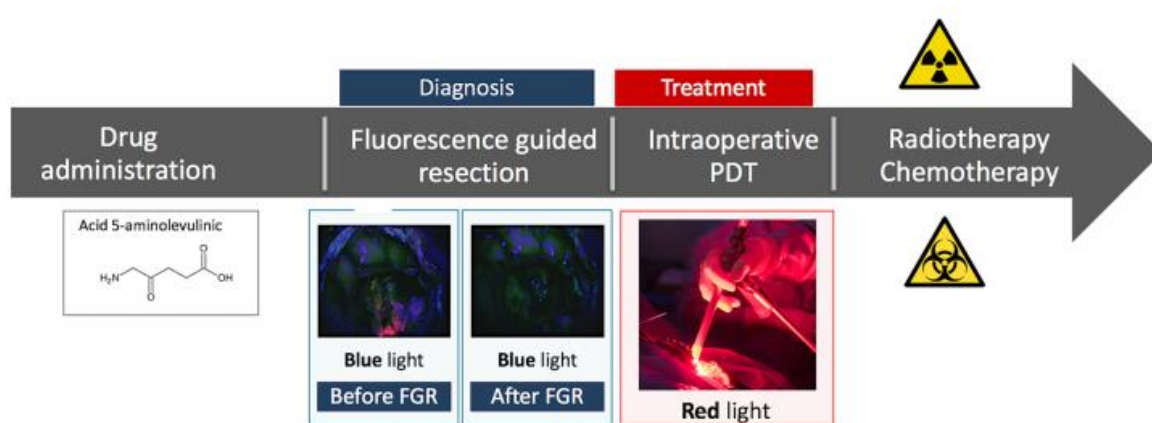 Diagnosis
Treatment
Drug
administration
Fluorescence guided
resection
Intraoperative
PDT
Radiotherapy
Chemotherapy
Acid 5-aminolevulinic
O
H₂N
OH
O
Blue light
Before FGR
Blue light
After FGR
Red light